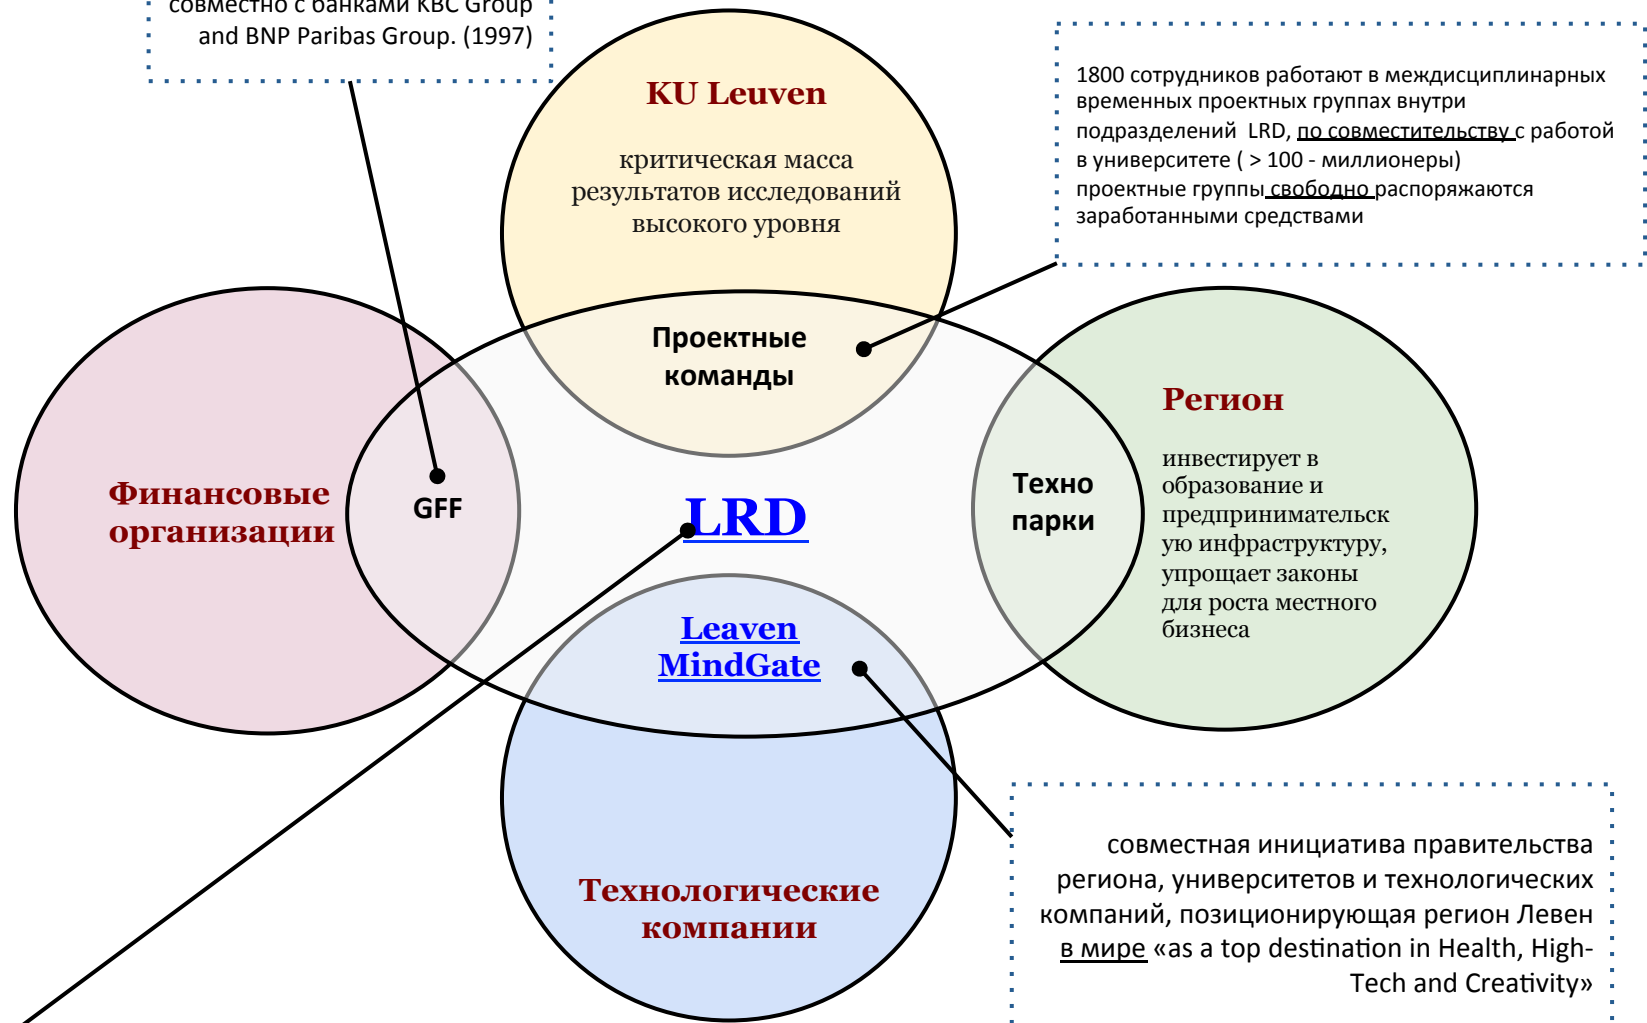 совместно с банками KBC Group
and BNP Paribas Group. (1997)
KU Leuven
критическая масса
результатов исследований
высокого уровня
1800 сотрудников работают в междисциплинарных
временных проектных группах внутри
подразделений LRD, по совместительству с работой
в университете ( > 100 - миллионеры)
проектные группы свободно распоряжаются
заработанными средствами
Проектные
команды
Финансовые
организации
GFF
LRD
Техно
парки
Регион
инвестирует в
образование и
предпринимательск
ую инфраструктуру,
упрощает законы
для роста местного
бизнеса
Leaven
MindGate
Технологические
компании
совместная инициатива правительства
региона, университетов и технологических
компаний, позиционирующая регион Левен
в мире «as a top destination in Health, High-
Tech and Creativity»